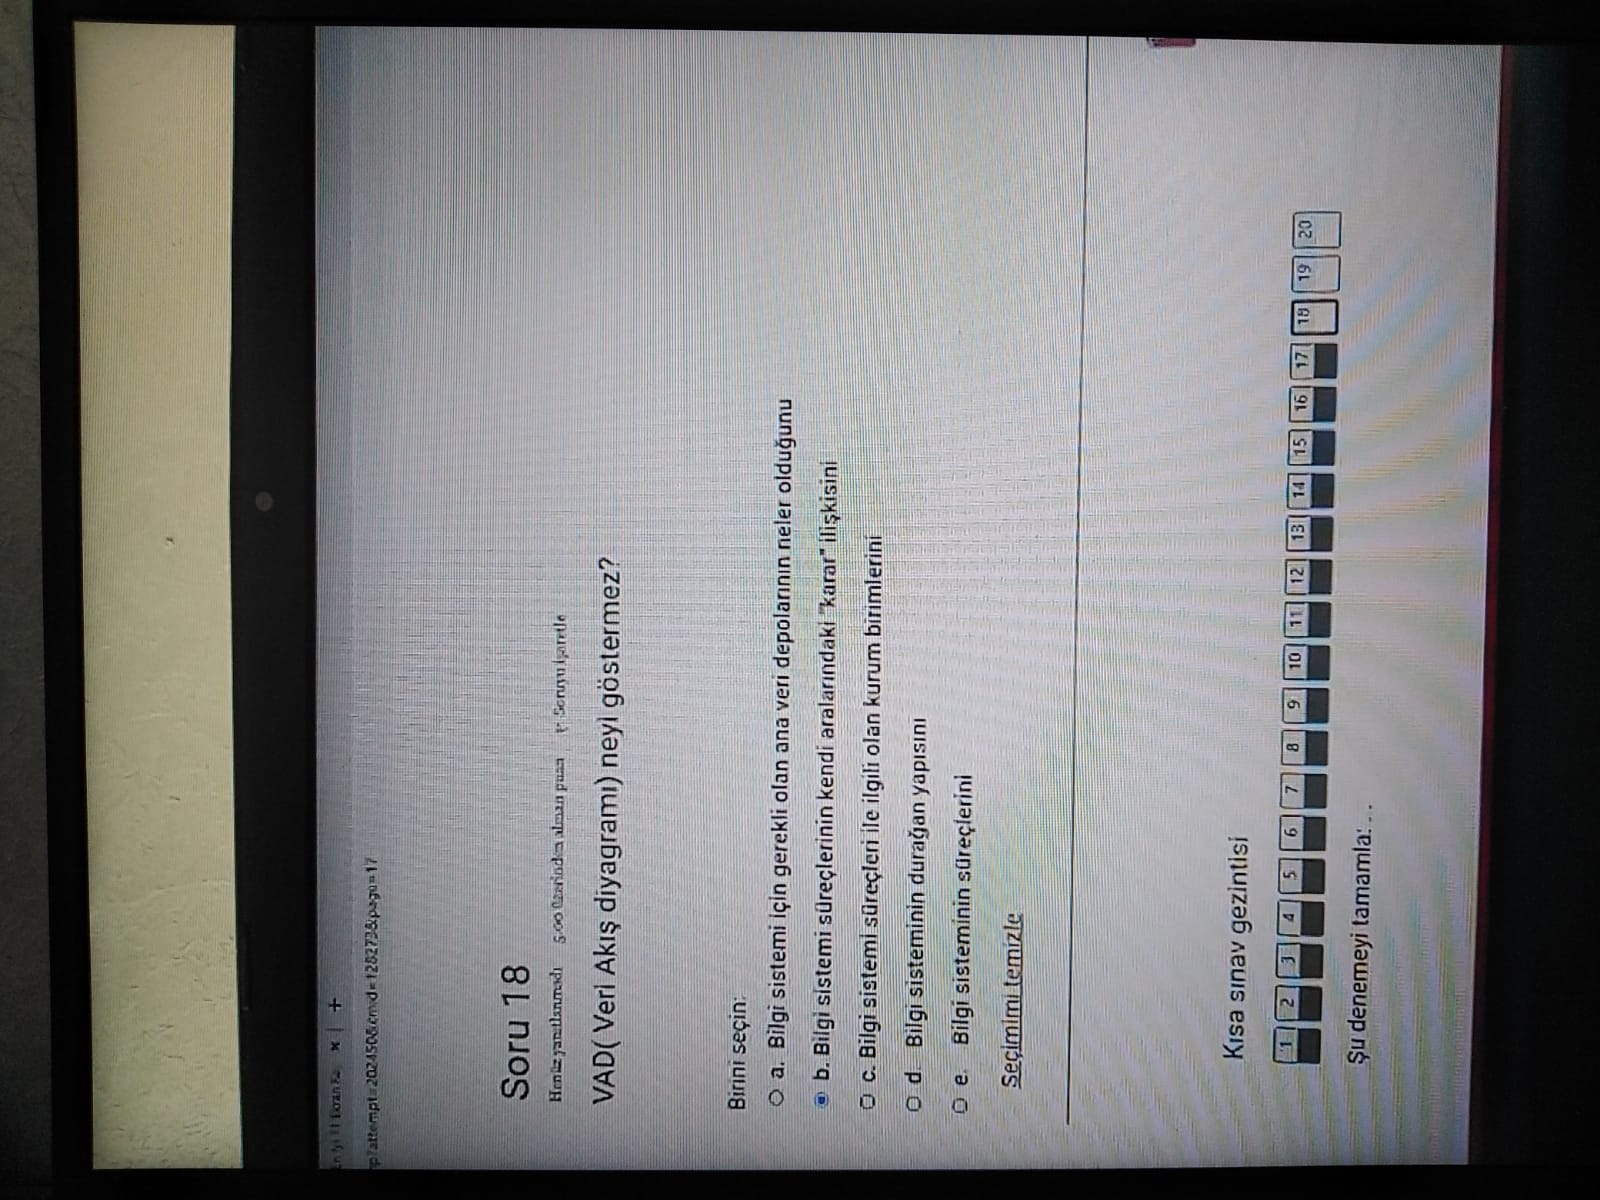 +
p?attempt=202450&cmid=128273&page=17
Soru 18
Henüz yanıtlanmadı 5,00 üzerinden alınan puan Soruyu işaretle
VAD( Veri Akış diyagramı) neyi göstermez?
Birini seçin:
a. Bilgi sistemi için gerekli olan ana veri depolarının neler olduğunu
b. Bilgi sistemi süreçlerinin kendi aralarındaki "karar" ilişkisini
c. Bilgi sistemi süreçleri ile ilgili olan kurum birimlerini
d. Bilgi sisteminin durağan yapısını
e. Bilgi sisteminin süreçlerini
Seçimimi temizle
Kısa sınav gezintisi
1 2 3 4 5 6 7 8 9 10 11 12 13 14 15 16 17 18 19 20
Şu denemeyi tamamla: . .